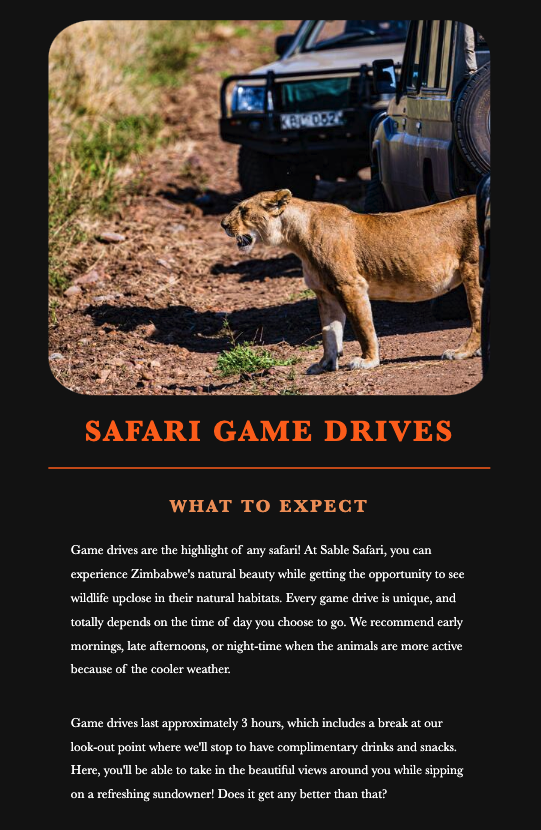 SAFARI GAME DRIVES
WHAT TO EXPECT
Game drives are the highlight of any safari! At Sable Safari, you can
experience Zimbabwe's natural beauty while getting the opportunity to see
wildlife upclose in their natural habitats. Every game drive is unique, and
totally depends on the time of day you choose to go. We recommend early
mornings, late afternoons, or night-time when the animals are more active
because of the cooler weather.
Game drives last approximately 3 hours, which includes a break at our
look-out point where we'll stop to have complimentary drinks and snacks.
Here, you'll be able to take in the beautiful views around you while sipping
on a refreshing sundowner! Does it get any better than that?